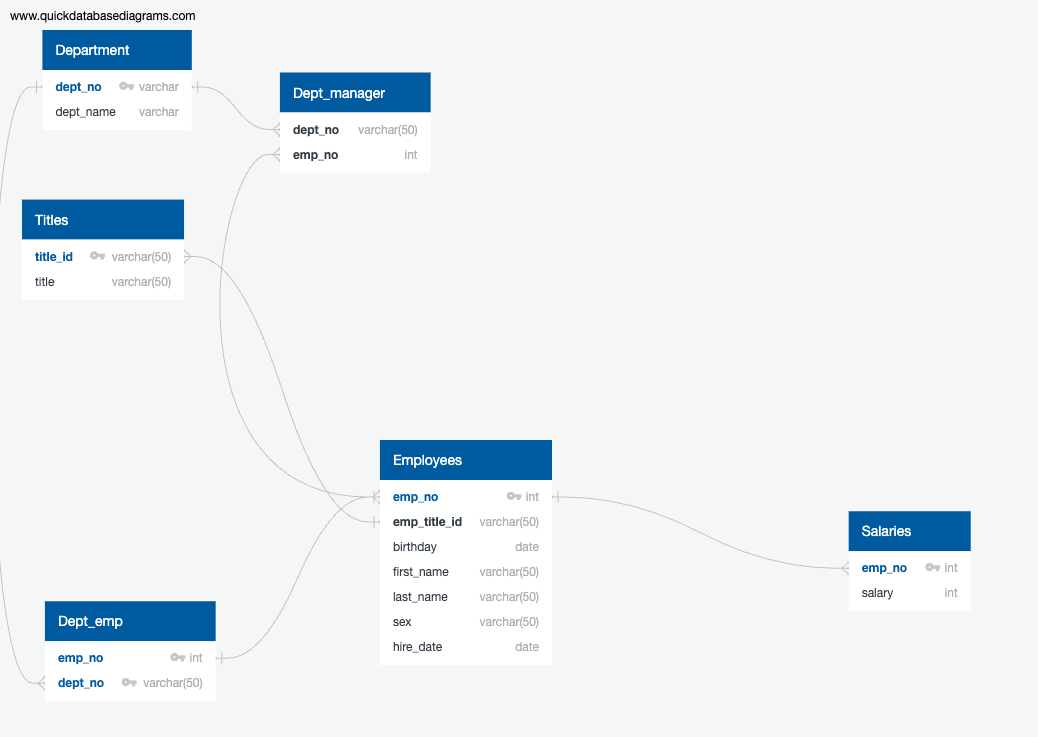 www.quickdatabasediagrams.com
Department
dept_no varchar
dept_name varchar
Dept_manager
dept_no varchar(50)
emp_no int
Titles
title_id varchar(50)
title varchar(50)
Employees
emp_no int
emp_title_id varchar(50)
birthday date
first_name varchar(50)
last_name varchar(50)
sex varchar(50)
hire_date date
Salaries
emp_no int
salary int
Dept_emp
emp_no int
dept_no varchar(50)